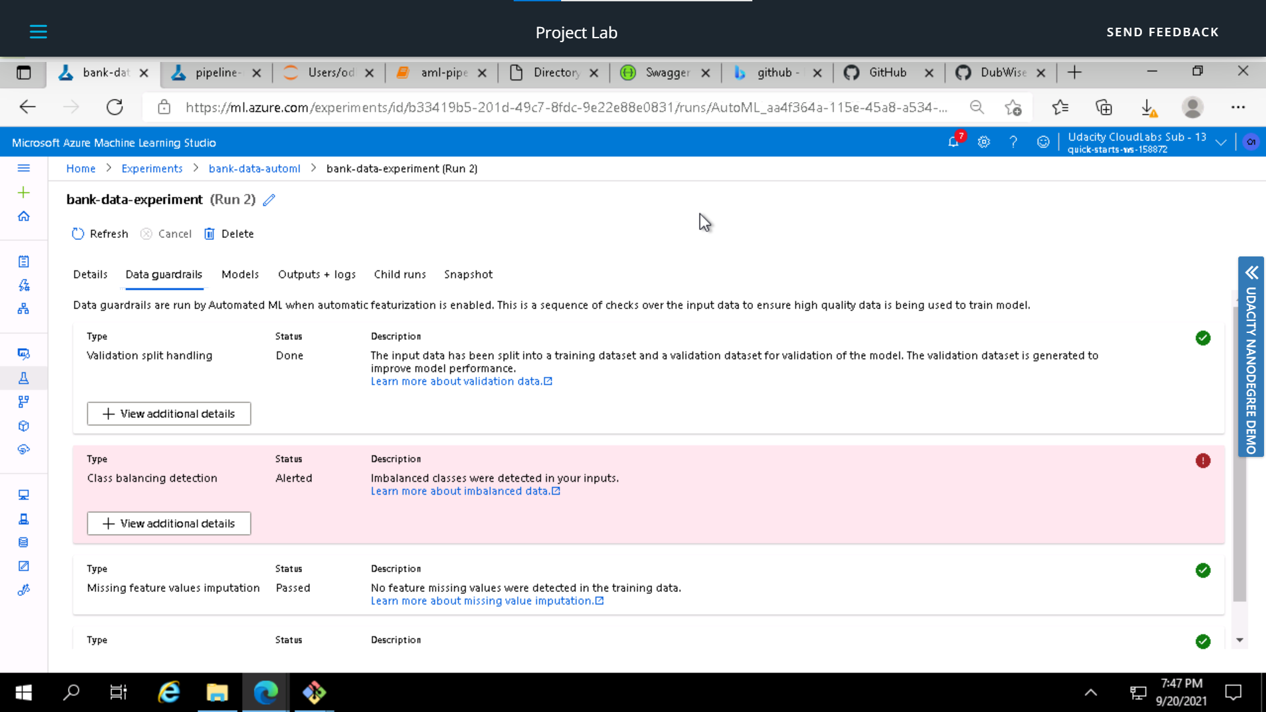 Project Lab
SEND FEEDBACK
bank-dat
pipeline-
Users/od
aml-pipe
Directory
Swagger
github -
GitHub
DubWise
https://ml.azure.com/experiments/id/b33419b5-201d-49c7-8fdc-9e22e88e0831/runs/AutoML_aa4f364a-115e-45a8-a534-...
Microsoft Azure Machine Learning Studio
7
Udacity CloudLabs Sub - 13
quick-starts-ws-158872
Home
Experiments
bank-data-automl
bank-data-experiment (Run 2)
bank-data-experiment (Run 2)
Refresh
Cancel
Delete
Details
Data guardrails
Models
Outputs + logs
Child runs
Snapshot
Data guardrails are run by Automated ML when automatic featurization is enabled. This is a sequence of checks over the input data to ensure high quality data is being used to train model.
Type
Status
Description
Validation split handling
Done
The input data has been split into a training dataset and a validation dataset for validation of the model. The validation dataset is generated to
improve model performance.
Learn more about validation data.
View additional details
Type
Status
Description
Class balancing detection
Alerted
Imbalanced classes were detected in your inputs.
Learn more about imbalanced data.
View additional details
Type
Status
Description
Missing feature values imputation
Passed
No feature missing values were detected in the training data.
Learn more about missing value imputation.
Type
Status
Description
UDACITY NANODEGREE DEMO
7:47 PM
9/20/2021